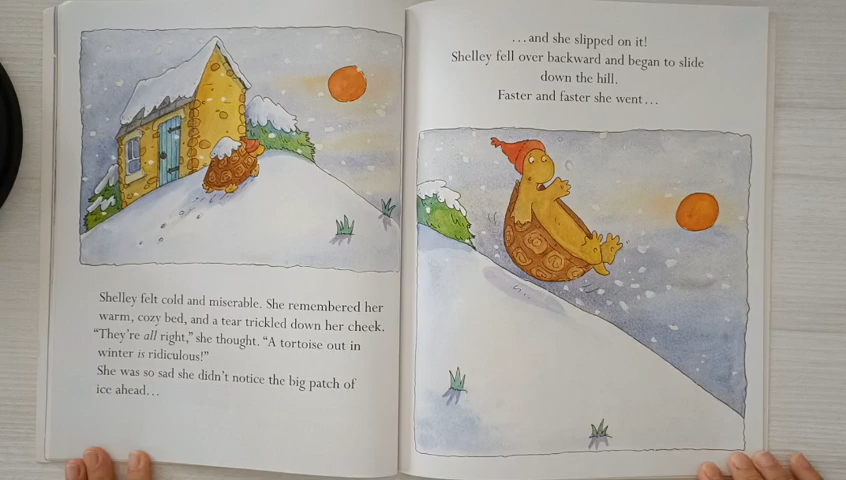 Shelley felt cold and miserable. She remembered her
warm, cozy bed, and a tear trickled down her cheek.
“They’re all right,” she thought. “A tortoise out in
winter is ridiculous!”
She was so sad she didn’t notice the big patch of
ice ahead…
…and she slipped on it!
Shelley fell over backward and began to slide
down the hill.
Faster and faster she went…